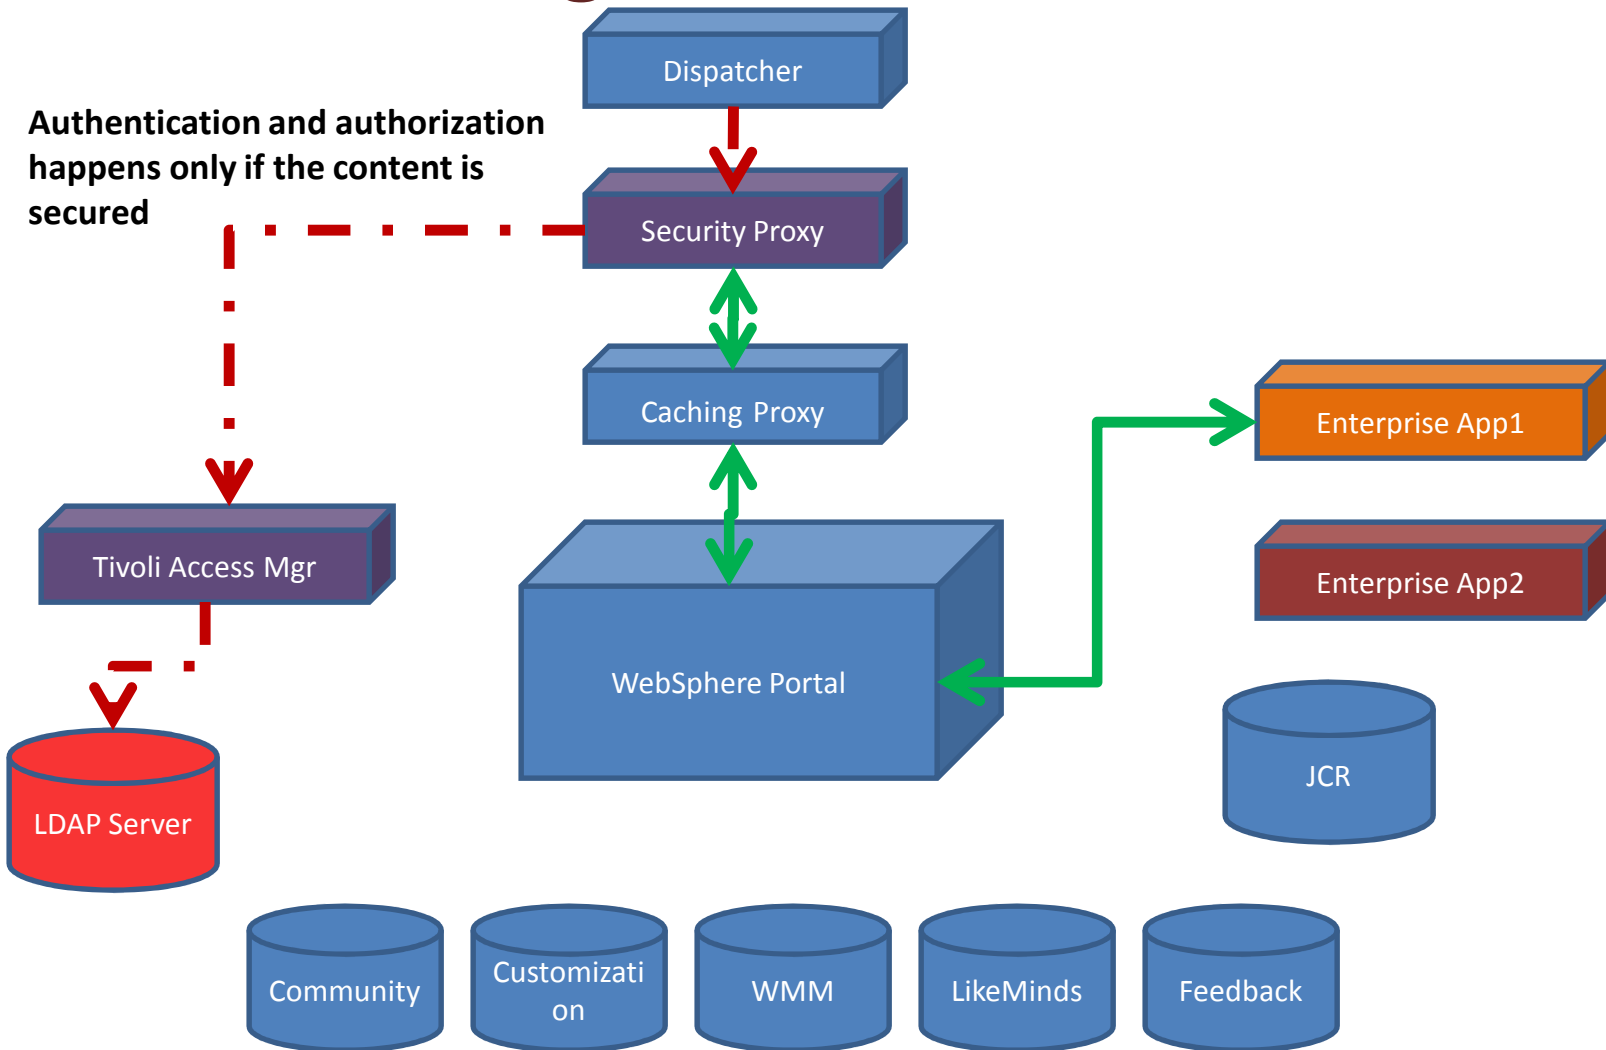 Dispatcher
Authentication and authorization
happens only if the content is
secured
Security Proxy
Caching Proxy
Enterprise App1
Tivoli Access Mgr
Enterprise App2
WebSphere Portal
JCR
LDAP Server
Community
Customizati
on
WMM
LikeMinds
Feedback